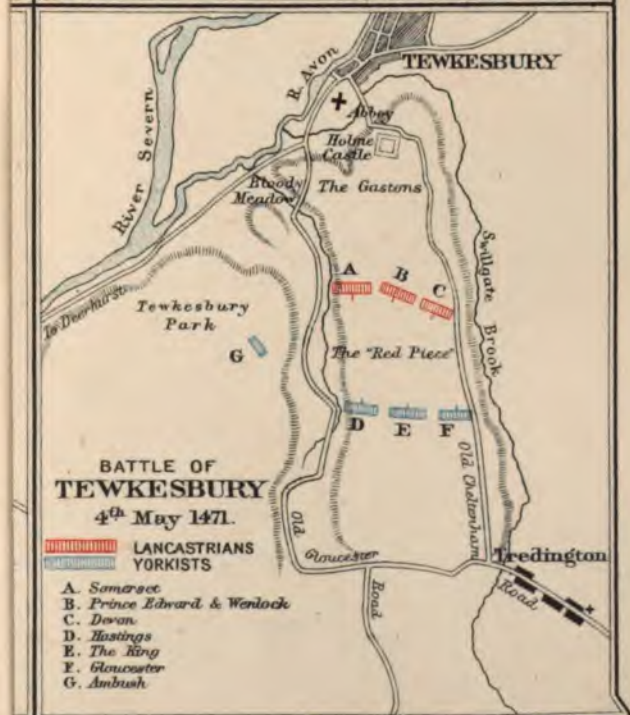 TEWKESBURY
R. Avon
River Severn
Abbey
Holme
Castle
Bloody
Meadow
The Gastons
Swillgate Brook
A
B
C
To Deerhurst
Tewkesbury
Park
G
The "Red Piece"
D
E
F
Old Cheltenham
Road
Old Gloucester
Road
Tredington
BATTLE OF
TEWKESBURY
4th May 1471.
LANCASTRIANS
YORKISTS
A. Somerset
B. Prince Edward & Wenlock
C. Devon
D. Hastings
E. The King
F. Gloucester
G. Ambush